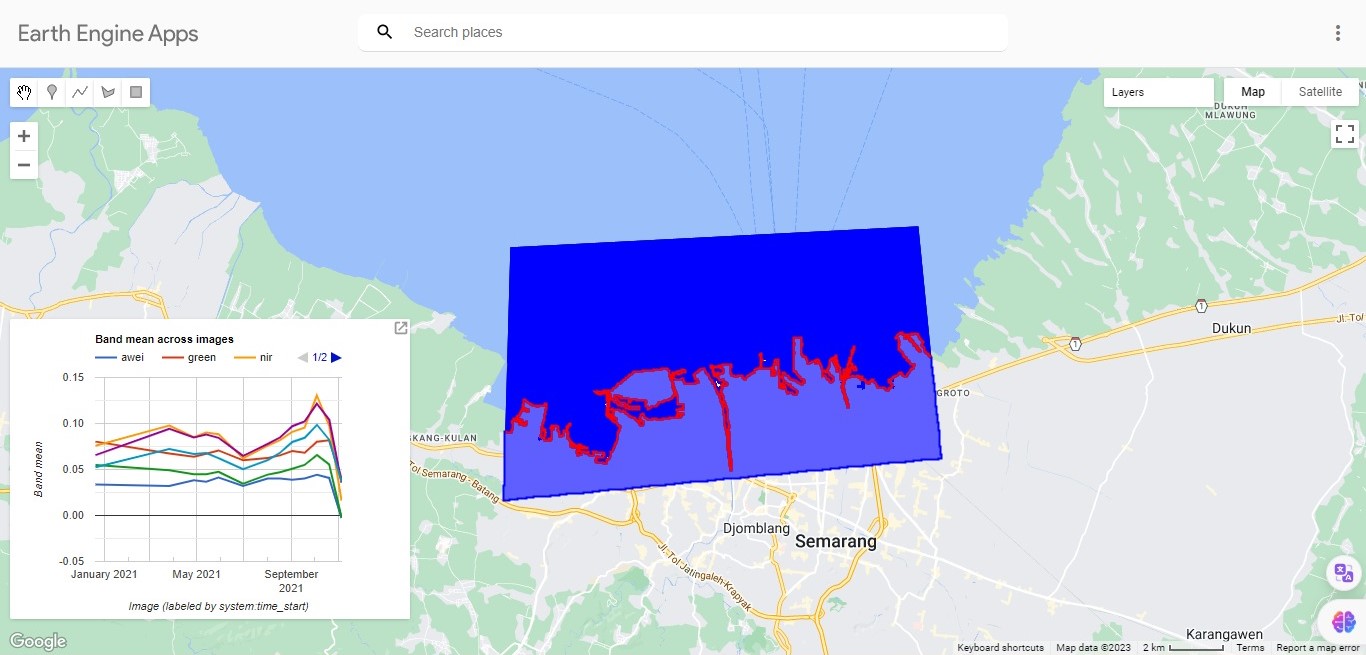 Earth Engine Apps
Search places
Layers
Map
Satellite
DUKUH
MLAWUNG
Dukun
Jl. Tol
GROTO
SKANG-KULAN
Tol Semarang - Batang
Djomblang
Semarang
Jl. Tol Jatingaleh-Krapyak
Karangawen
1
1
Band mean across images
awei
green
nir
1/2
0.15
0.10
0.05
0.00
-0.05
Band mean
January 2021
May 2021
September
2021
Image (labeled by system:time_start)
Google
Keyboard shortcuts
Map data ©2023
2 km
Terms
Report a map error